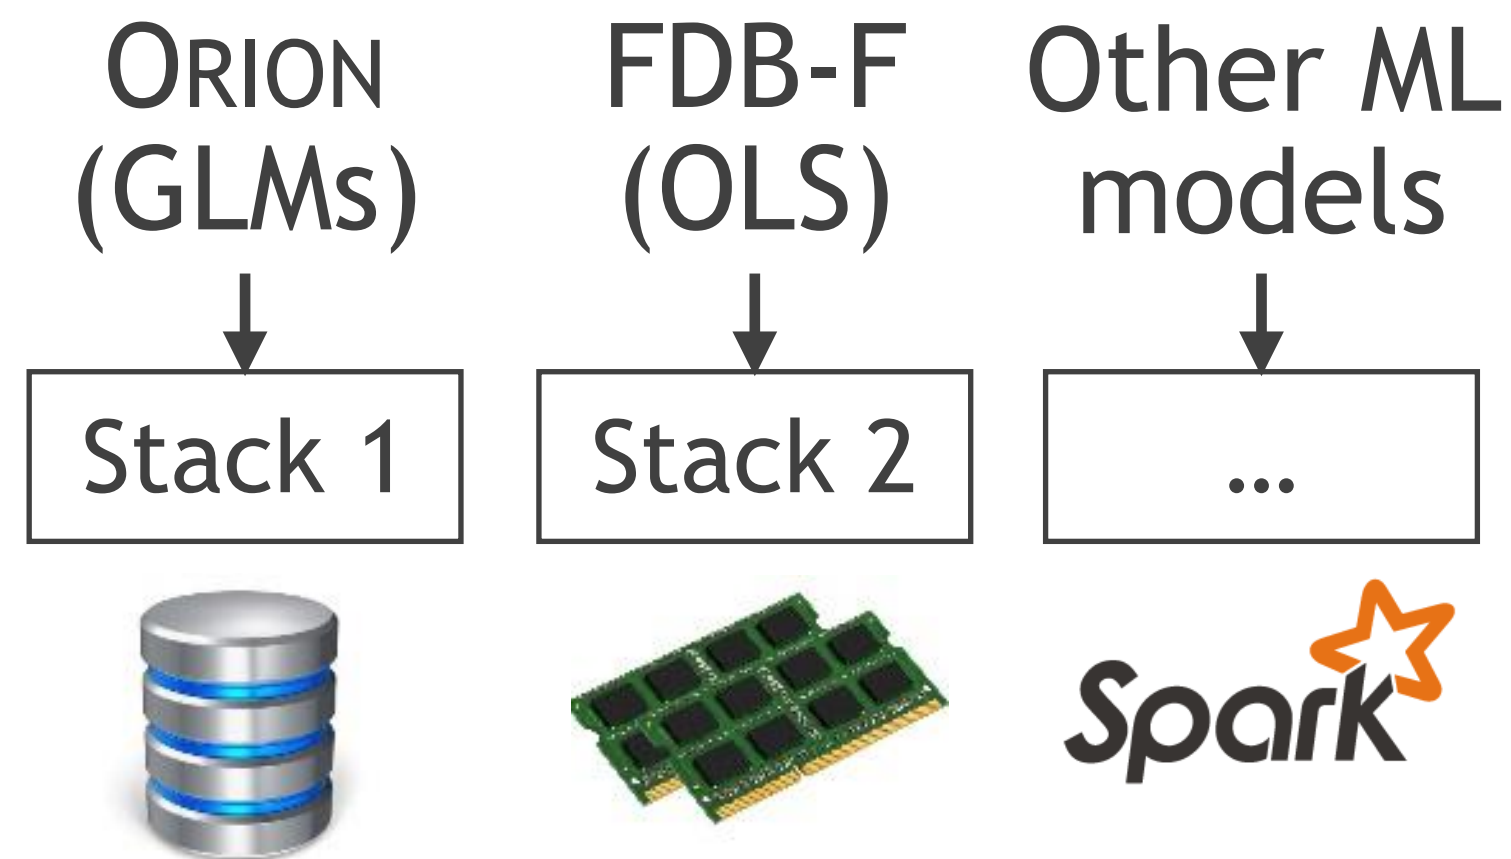 ORION
(GLMs)
FDB-F
(OLS)
Other ML
models
Stack 1
Stack 2
...
Spark